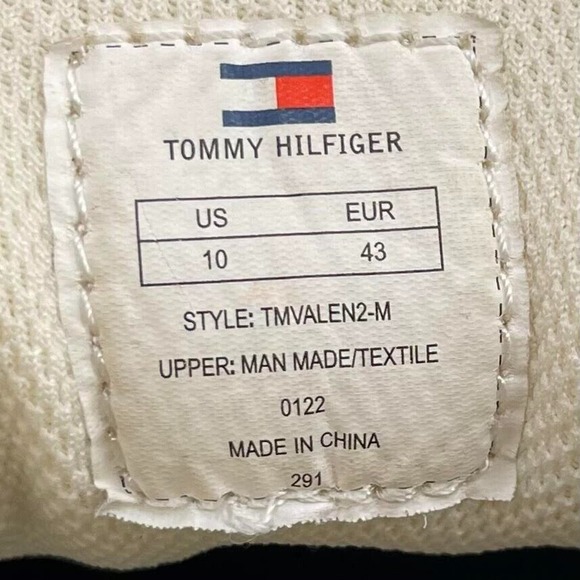 TOMMY HILFIGER
US EUR
10 43
STYLE: TMVALEN2-M
UPPER: MAN MADE/TEXTILE
0122
MADE IN CHINA
291